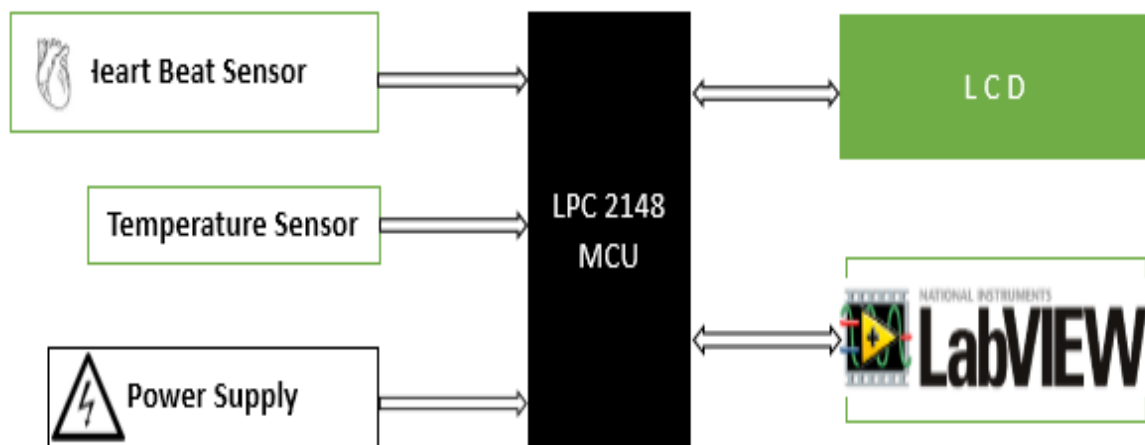 Heart Beat Sensor
Temperature Sensor
Power Supply
LPC 2148
MCU
L C D
NATIONAL INSTRUMENTS
LabVIEW